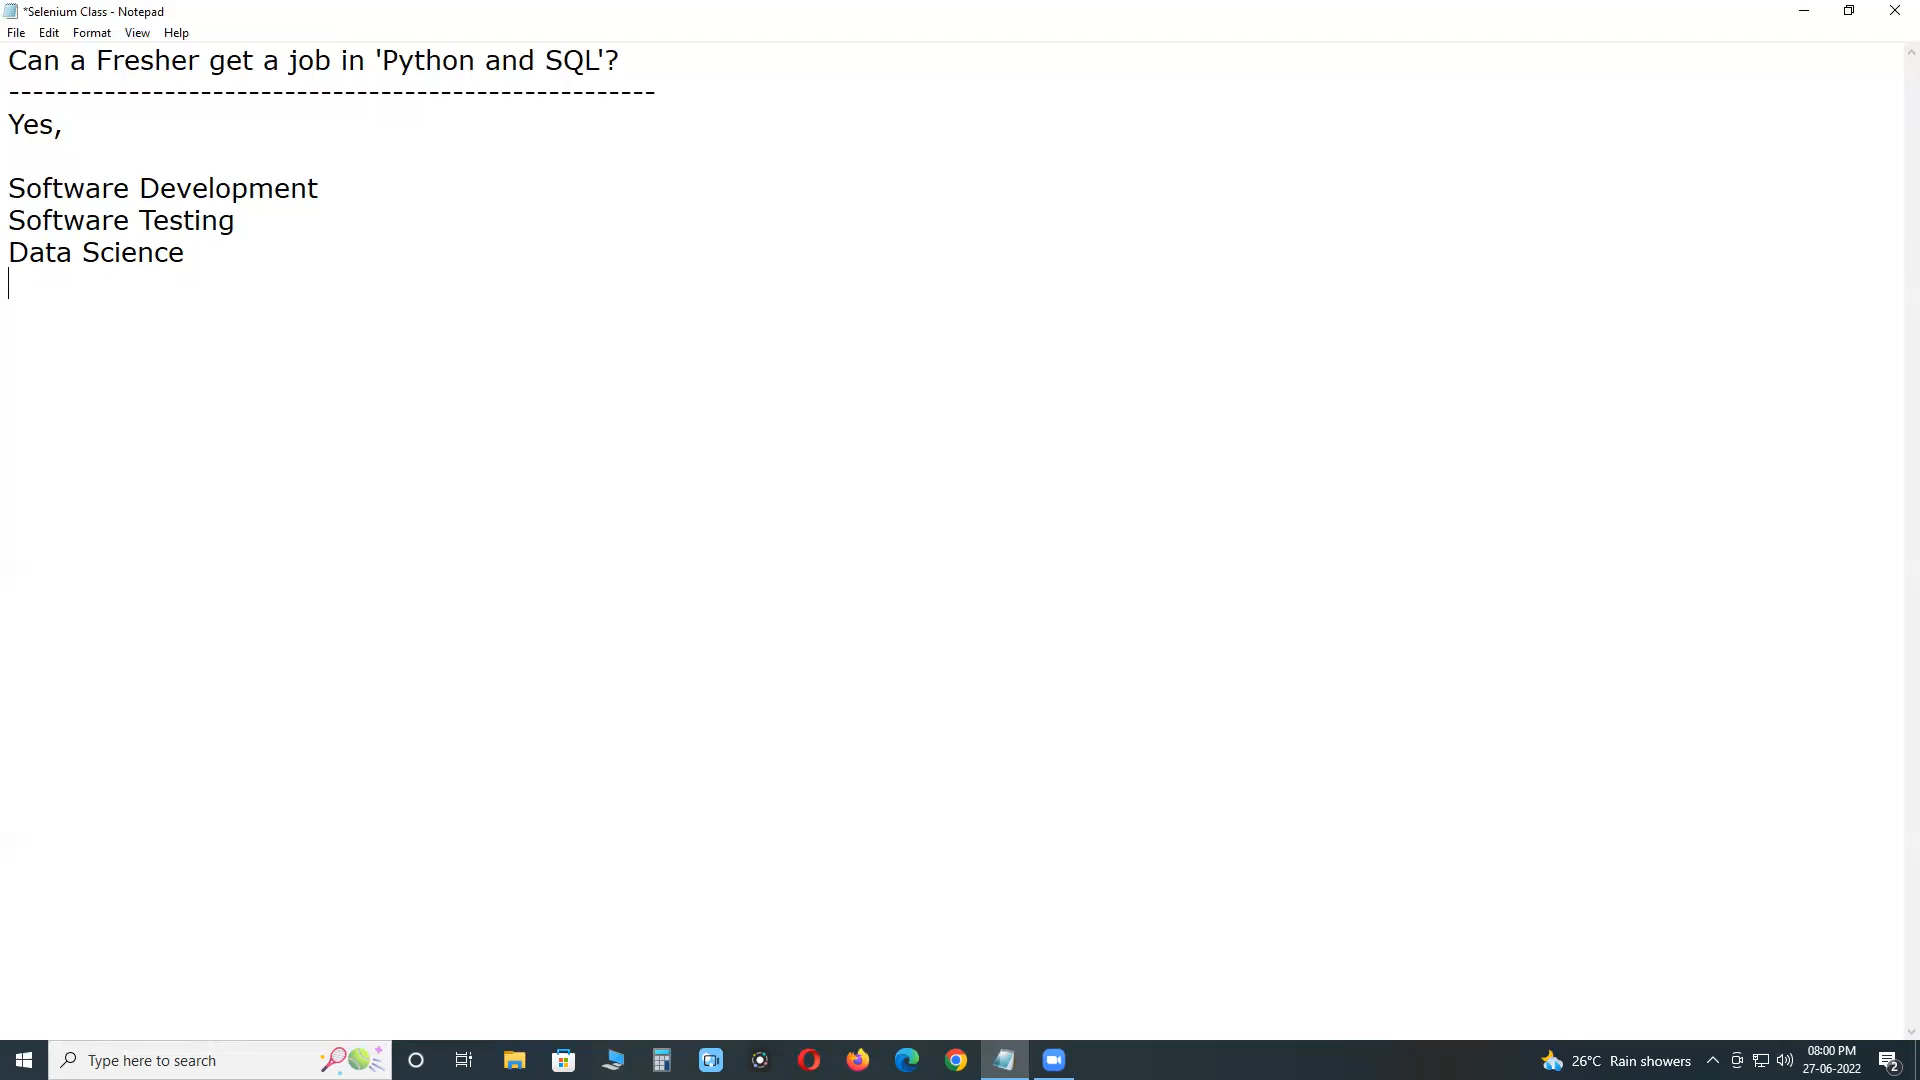 *Selenium Class - Notepad
File Edit Format View Help
Can a Fresher get a job in 'Python and SQL'?
------------------------------------------------------
Yes,
Software Development
Software Testing
Data Science
Type here to search
26°C Rain showers
08:00 PM
27-06-2022
2